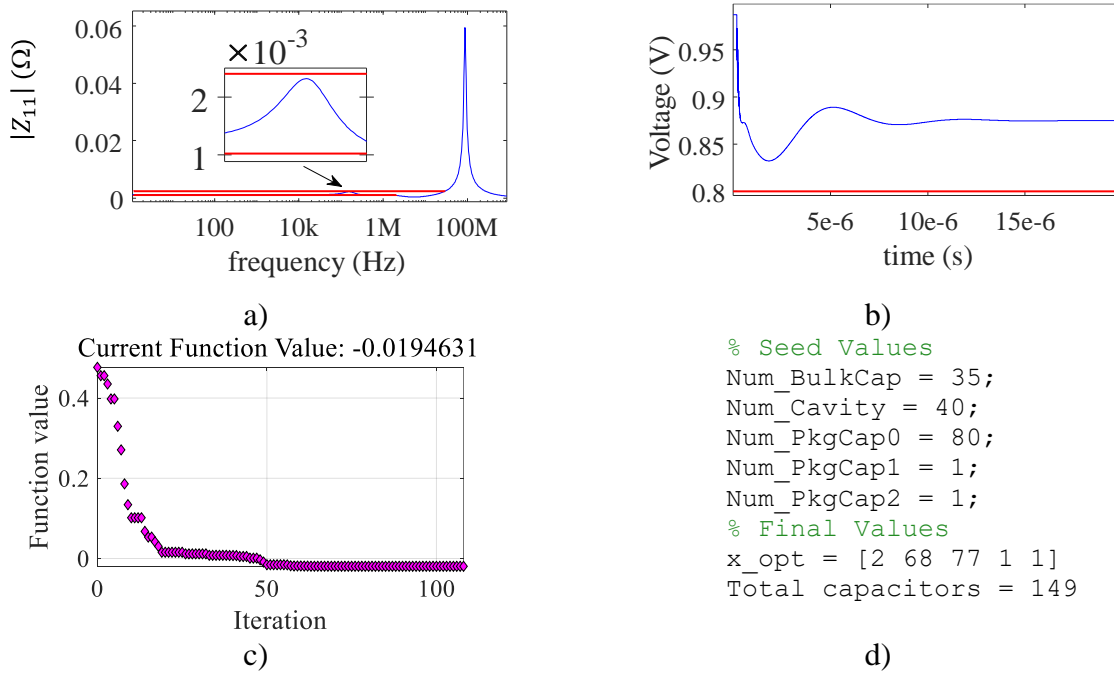 |Z11| (Ω)
0.06
0.04
0.02
0
×10-3
2
1
100
10k
1M
100M
frequency (Hz)
a)
Voltage (V)
0.95
0.9
0.85
0.8
5e-6
10e-6
15e-6
time (s)
b)
Current Function Value: -0.0194631
Function value
0.4
0.2
0
0
50
100
Iteration
c)
% Seed Values
Num_BulkCap = 35;
Num_Cavity = 40;
Num_PkgCap0 = 80;
Num_PkgCap1 = 1;
Num_PkgCap2 = 1;
% Final Values
x_opt = [2 68 77 1 1]
Total capacitors = 149
d)